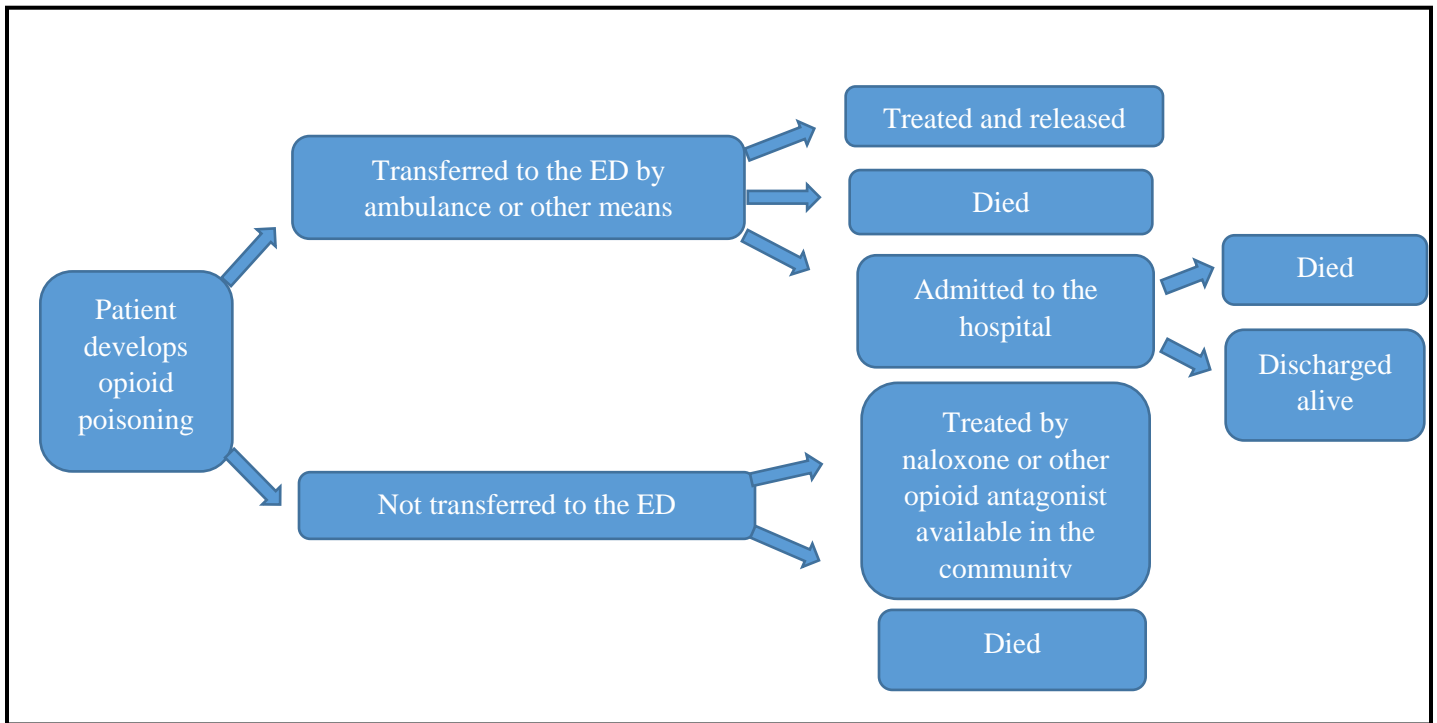 Patient
develops
opioid
poisoning
Transferred to the ED by
ambulance or other means
Not transferred to the ED
Treated and released
Died
Admitted to the
hospital
Died
Discharged
alive
Treated by
naloxone or other
opioid antagonist
available in the
community
Died